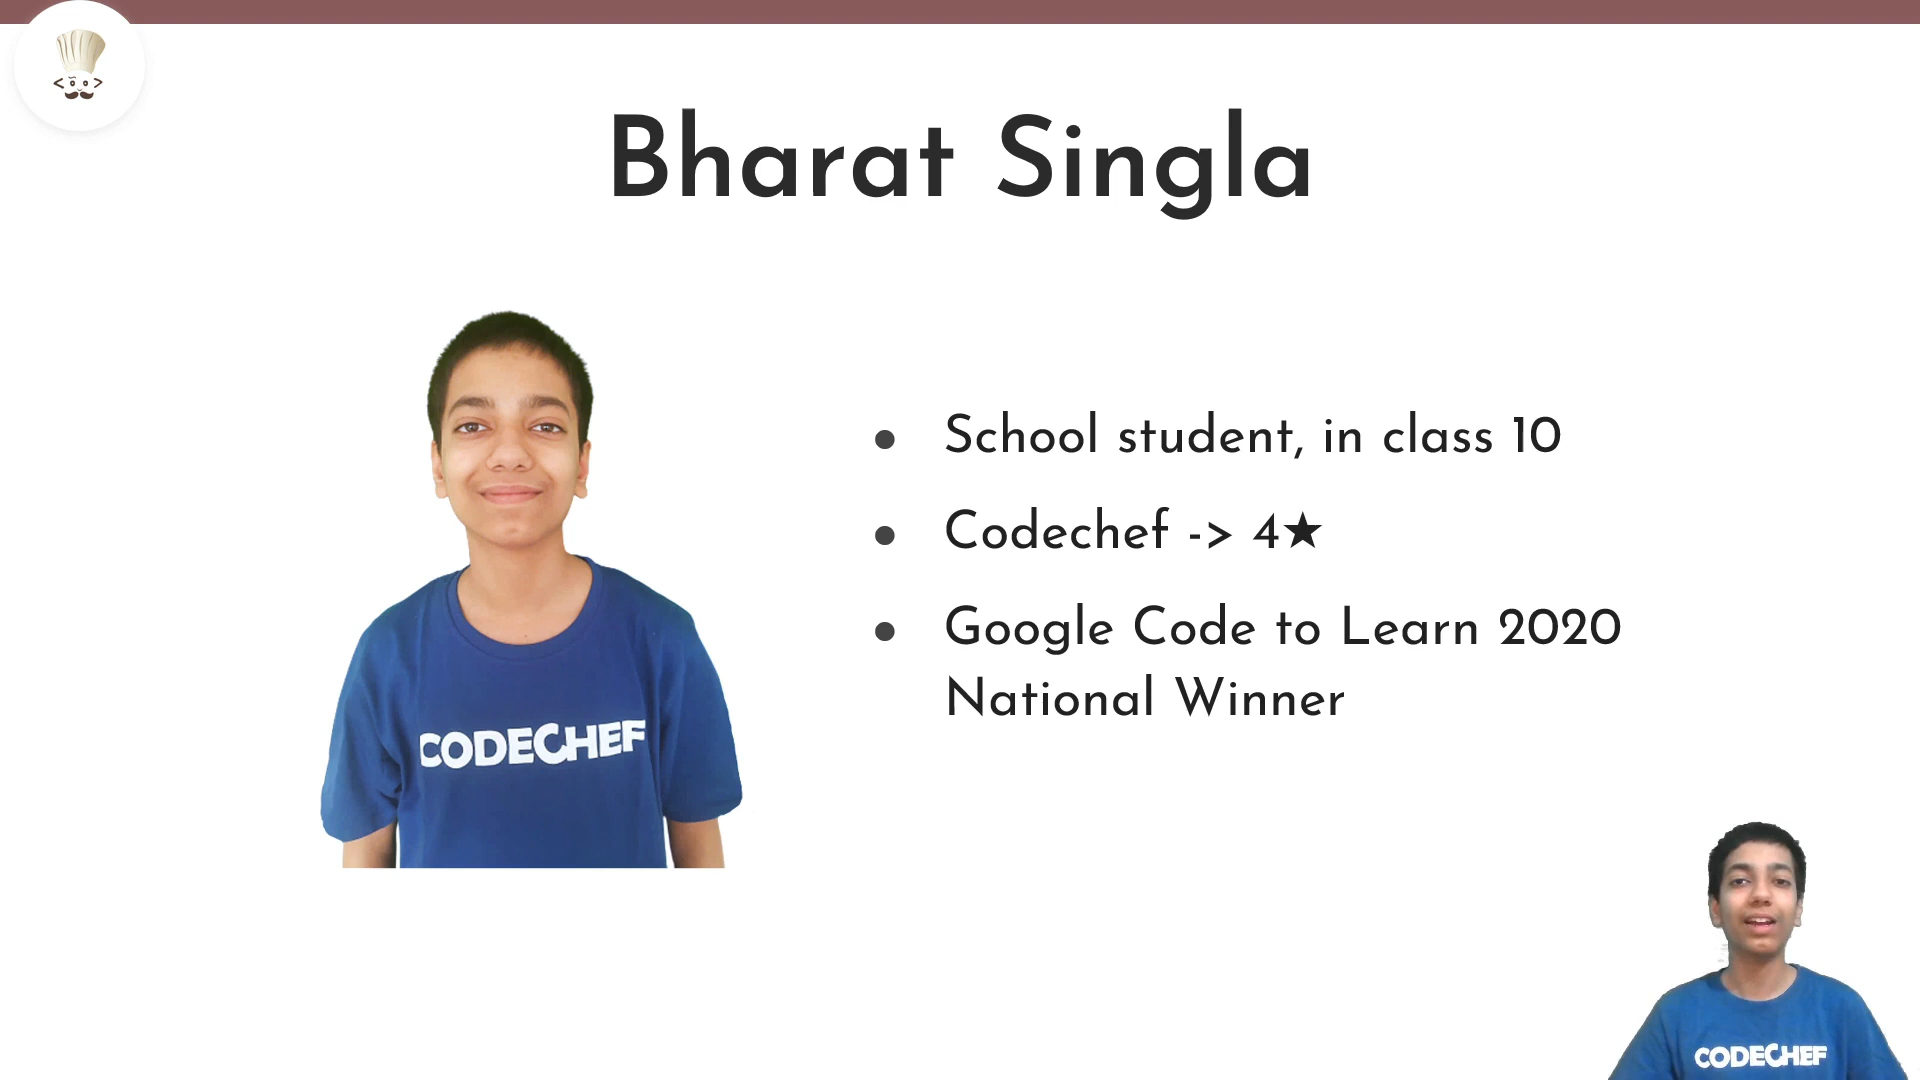 Bharat Singla
● School student, in class 10
● Codechef -> 4★
● Google Code to Learn 2020
National Winner
CODECHEF
CODECHEF